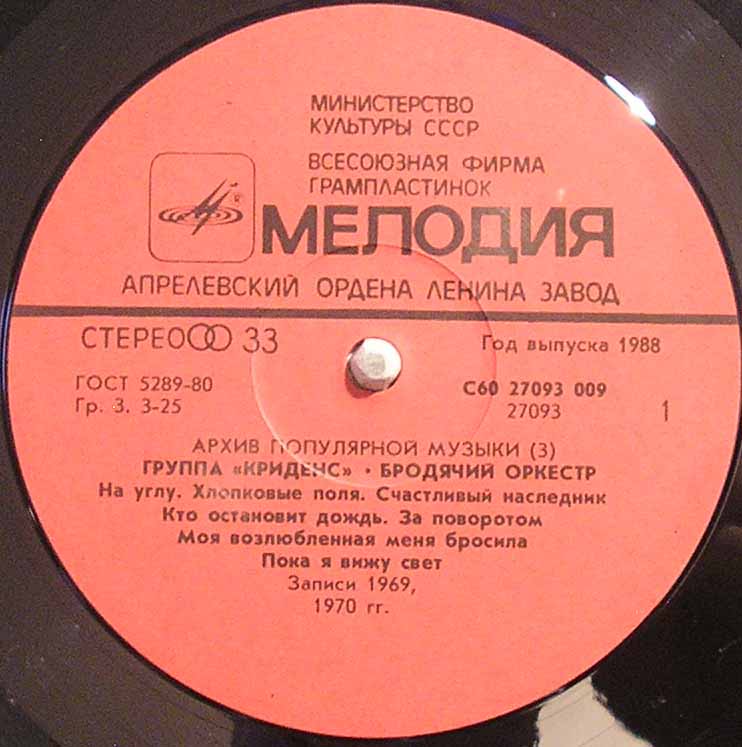 МИНИСТЕРСТВО
КУЛЬТУРЫ СССР
ВСЕСОЮЗНАЯ ФИРМА
ГРАМПЛАСТИНОК
®
МЕЛОДИЯ
АПРЕЛЕВСКИЙ ОРДЕНА ЛЕНИНА ЗАВОД
СТЕРЕО 33
Год выпуска 1988
ГОСТ 5289-80
Гр. 3. 3-25
С60 27093 009
27093
1
АРХИВ ПОПУЛЯРНОЙ МУЗЫКИ (3)
ГРУППА «КРИДЕНС» · БРОДЯЧИЙ ОРКЕСТР
На углу. Хлопковые поля. Счастливый наследник
Кто остановит дождь. За поворотом
Моя возлюбленная меня бросила
Пока я вижу свет
Записи 1969,
1970 гг.